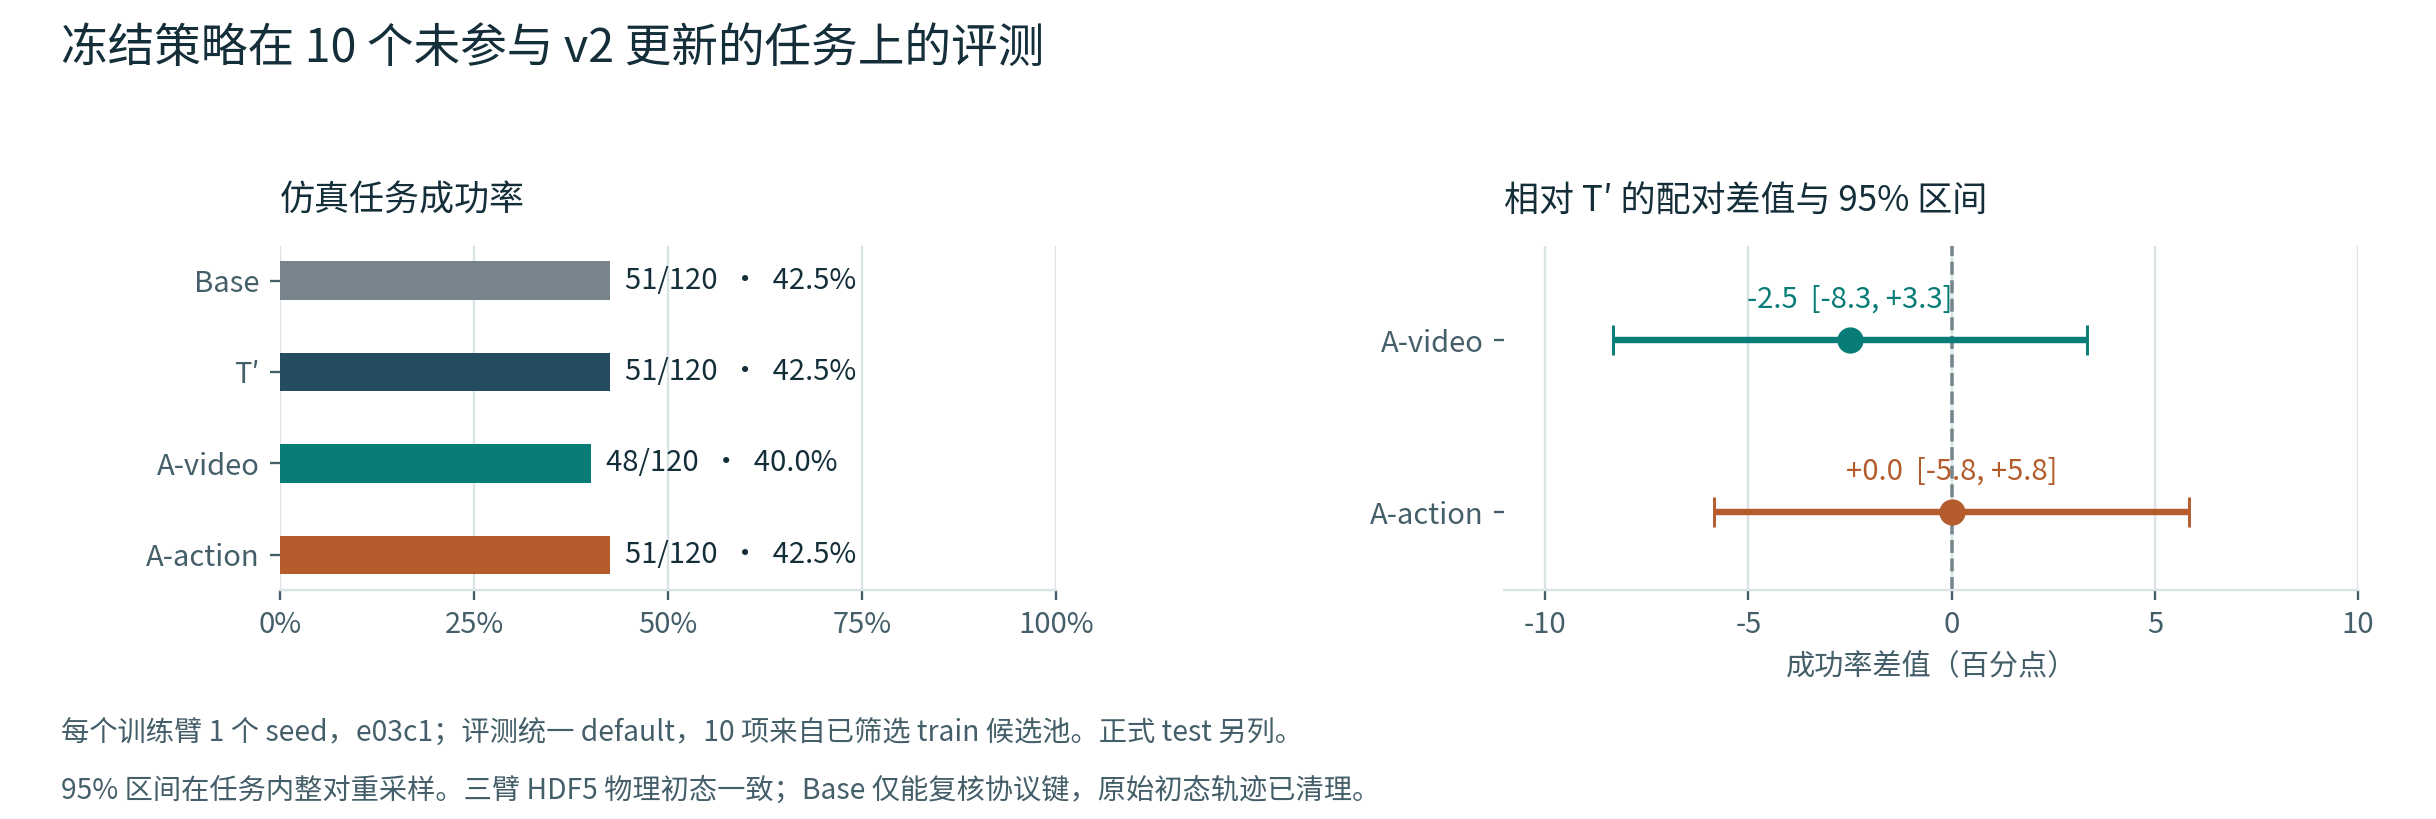 冻结策略在 10 个未参与 v2 更新的任务上的评测
仿真任务成功率
Base
51/120 · 42.5%
T′
51/120 · 42.5%
A-video
48/120 · 40.0%
A-action
51/120 · 42.5%
0% 25% 50% 75% 100%
相对 T′ 的配对差值与 95% 区间
-2.5 [-8.3, +3.3]
A-video
+0.0 [-5.8, +5.8]
A-action
-10 -5 0 5 10
成功率差值（百分点）
每个训练臂 1 个 seed，e03c1；评测统一 default，10 项来自已筛选 train 候选池。正式 test 另列。
95% 区间在任务内整对重采样。三臂 HDF5 物理初态一致；Base 仅能复核协议键，原始初态轨迹已清理。